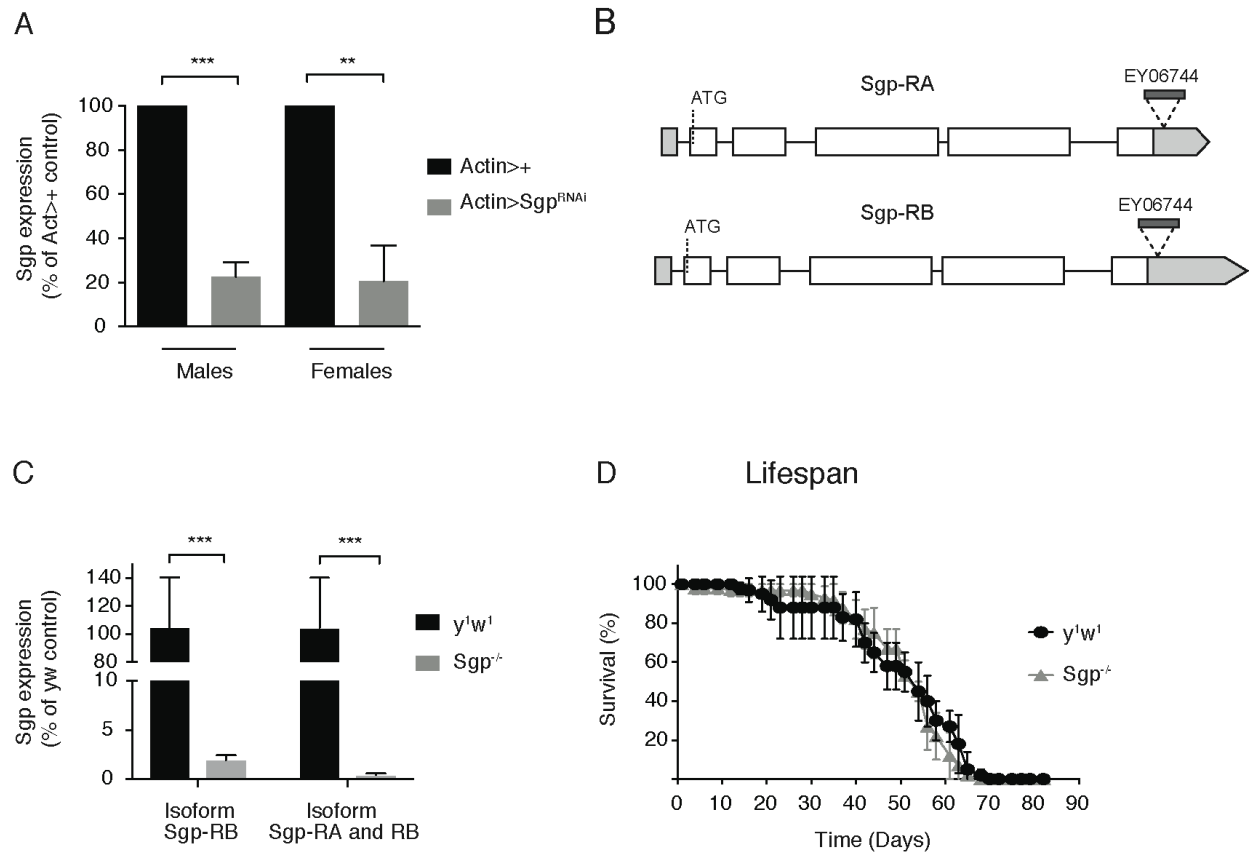 A
Sgp expression
(% of Act>+ control)
100
80
60
40
20
0
***
**
Males
Females
Actin>+
Actin>Sgp^RNAi
B
Sgp-RA
ATG
EY06744
Sgp-RB
ATG
EY06744
C
Sgp expression
(% of yw control)
140
120
100
80
10
5
0
***
***
Isoform
Sgp-RB
Isoform
Sgp-RA and RB
y¹w¹
Sgp⁻/⁻
D
Lifespan
Survival (%)
100
80
60
40
20
0 10 20 30 40 50 60 70 80 90
Time (Days)
y¹w¹
Sgp⁻/⁻